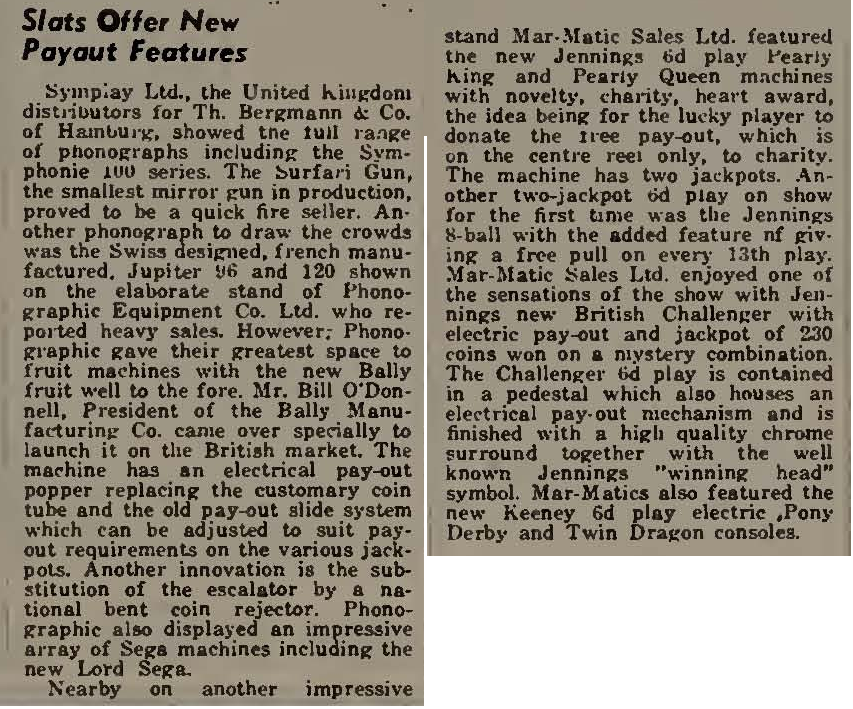 Slots Offer New
Payout Features
Symplay Ltd., the United Kingdom
distributors for Th. Bergmann & Co.
of Hamburg, showed the full range
of phonographs including the Sym-
phonie 100 series. The Surfari Gun,
the smallest mirror gun in production,
proved to be a quick fire seller. An-
other phonograph to draw the crowds
was the Swiss designed, french manu-
factured, Jupiter 96 and 120 shown
on the elaborate stand of Phono-
graphic Equipment Co. Ltd. who re-
ported heavy sales. However, Phono-
graphic gave their greatest space to
fruit machines with the new Bally
fruit well to the fore. Mr. Bill O'Don-
nell, President of the Bally Manu-
facturing Co. came over specially to
launch it on the British market. The
machine has an electrical pay-out
popper replacing the customary coin
tube and the old pay-out slide system
which can be adjusted to suit pay-
out requirements on the various jack-
pots. Another innovation is the sub-
stitution of the escalator by a na-
tional bent coin rejector. Phono-
graphic also displayed an impressive
array of Sega machines including the
new Lord Sega.
Nearby on another impressive
stand Mar-Matic Sales Ltd. featured
the new Jennings 6d play Pearly
King and Pearly Queen machines
with novelty, charity, heart award,
the idea being for the lucky player to
donate the free pay-out, which is
on the centre reel only, to charity.
The machine has two jackpots. An-
other two-jackpot 6d play on show
for the first time was the Jennings
8-ball with the added feature nf giv-
ing a free pull on every 13th play.
Mar-Matic Sales Ltd. enjoyed one of
the sensations of the show with Jen-
nings new British Challenger with
electric pay-out and jackpot of 230
coins won on a mystery combination.
The Challenger 6d play is contained
in a pedestal which also houses an
electrical pay-out mechanism and is
finished with a high quality chrome
surround together with the well
known Jennings "winning head"
symbol. Mar-Matics also featured the
new Keeney 6d play electric ,Pony
Derby and Twin Dragon consoles.